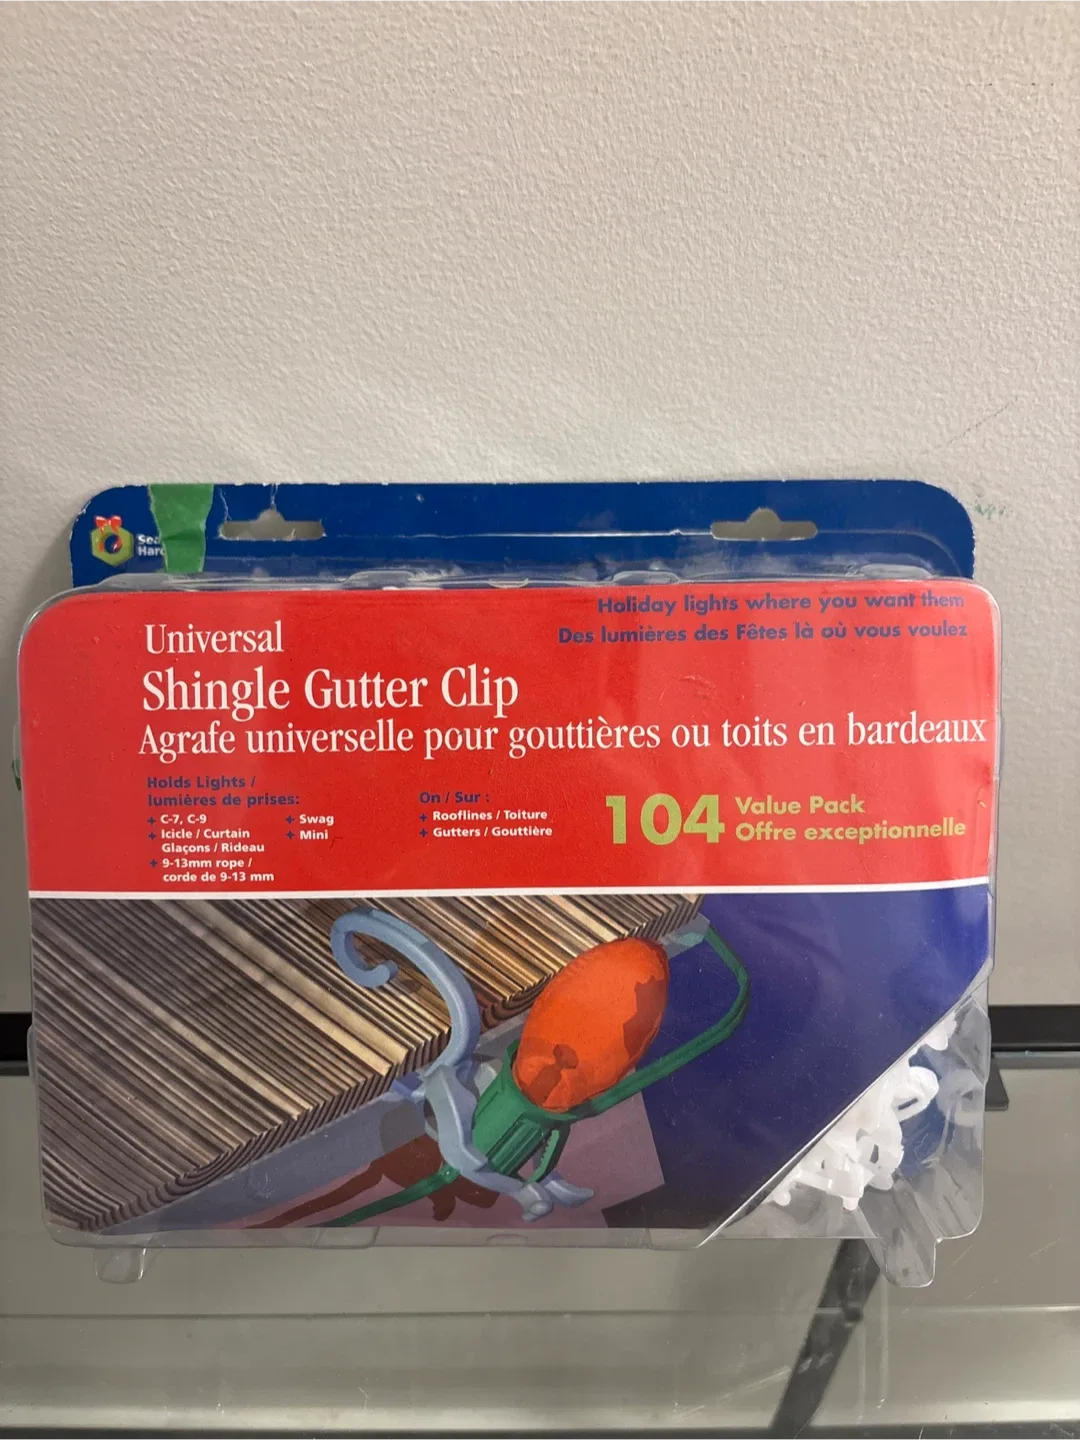 Universal
Shingle Gutter Clip
Agrafe universelle pour gouttières ou toits en bardeaux
Holiday lights where you want them
Des lumières des Fêtes là où vous voulez
Holds Lights /
lumières de prises:
+ C-7, C-9
+ Icicle / Curtain
Glaçons / Rideau
+ 9-13mm rope /
corde de 9-13 mm
+ Swag
+ Mini
On / Sur :
+ Rooflines / Toiture
+ Gutters / Gouttière
104 Value Pack
Offre exceptionnelle